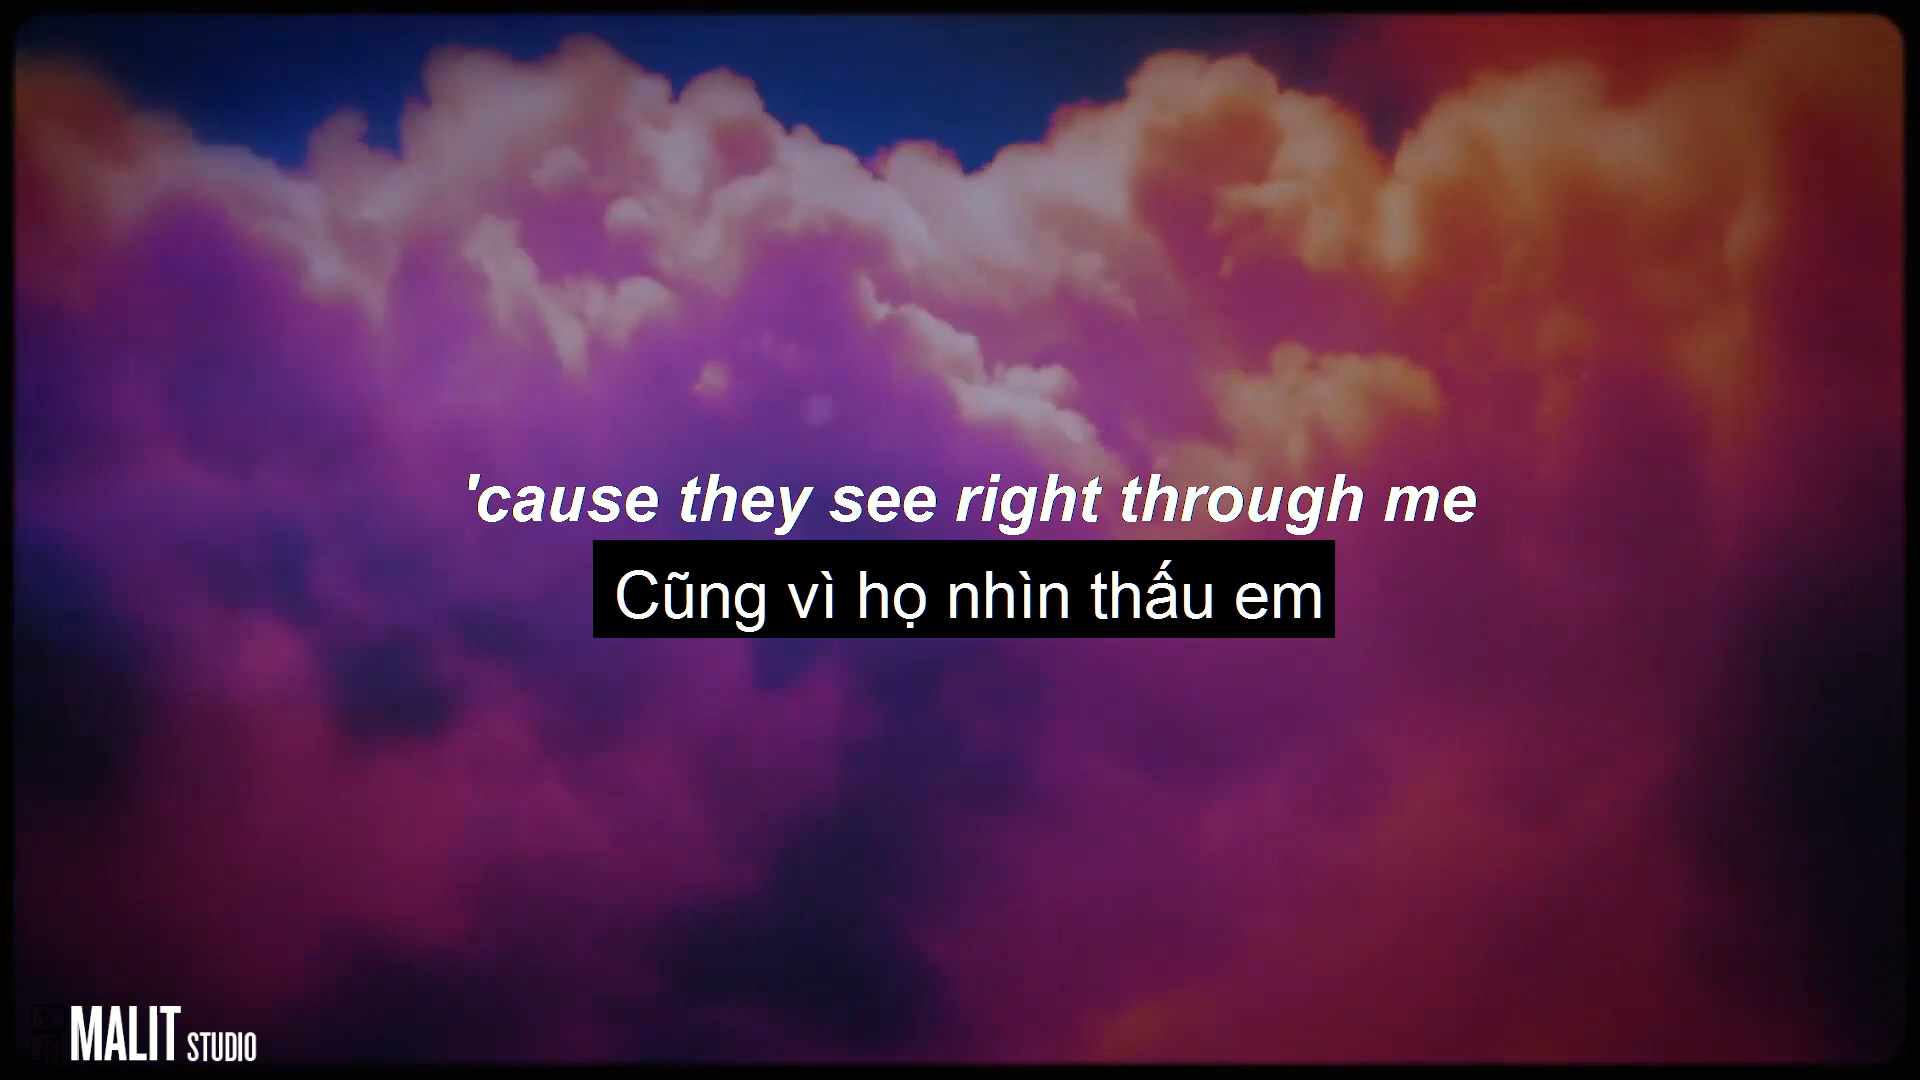 'cause they see right through me
Cũng vì họ nhìn thấu em
MALIT STUDIO